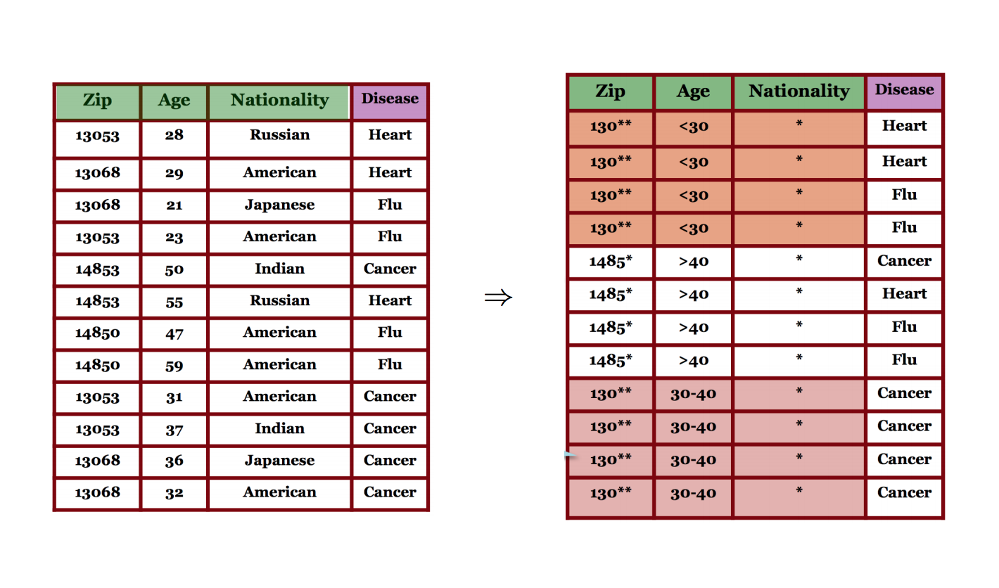 Zip Age Nationality Disease
13053 28 Russian Heart
13068 29 American Heart
13068 21 Japanese Flu
13053 23 American Flu
14853 50 Indian Cancer
14853 55 Russian Heart
14850 47 American Flu
14850 59 American Flu
13053 31 American Cancer
13053 37 Indian Cancer
13068 36 Japanese Cancer
13068 32 American Cancer
⇒
Zip Age Nationality Disease
130** <30 * Heart
130** <30 * Heart
130** <30 * Flu
130** <30 * Flu
1485* >40 * Cancer
1485* >40 * Heart
1485* >40 * Flu
1485* >40 * Flu
130** 30-40 * Cancer
130** 30-40 * Cancer
130** 30-40 * Cancer
130** 30-40 * Cancer